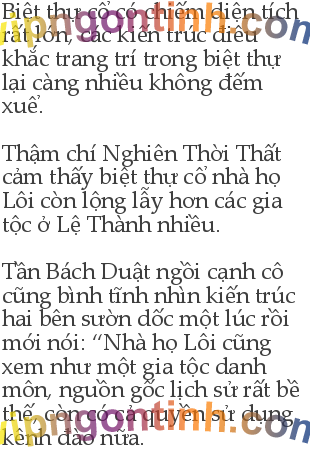 Biệt thự cổ có chiếm diện tích
rất lớn, các kiến trúc điêu
khắc trang trí trong biệt thự
lại càng nhiều không đếm
xuể.
Thậm chí Nghiên Thời Thất
cảm thấy biệt thự cổ nhà họ
Lôi còn lộng lẫy hơn các gia
tộc ở Lệ Thành nhiều.
Tần Bách Duật ngồi cạnh cô
cũng bình tĩnh nhìn kiến trúc
hai bên sườn dốc một lúc rồi
mới nói: “Nhà họ Lôi cũng
xem như một gia tộc danh
môn, nguồn gốc lịch sử rất bề
thế, còn có cả quyền sử dụng
kênh đào nữa.
vipngontinh.com
vipngontinh.com